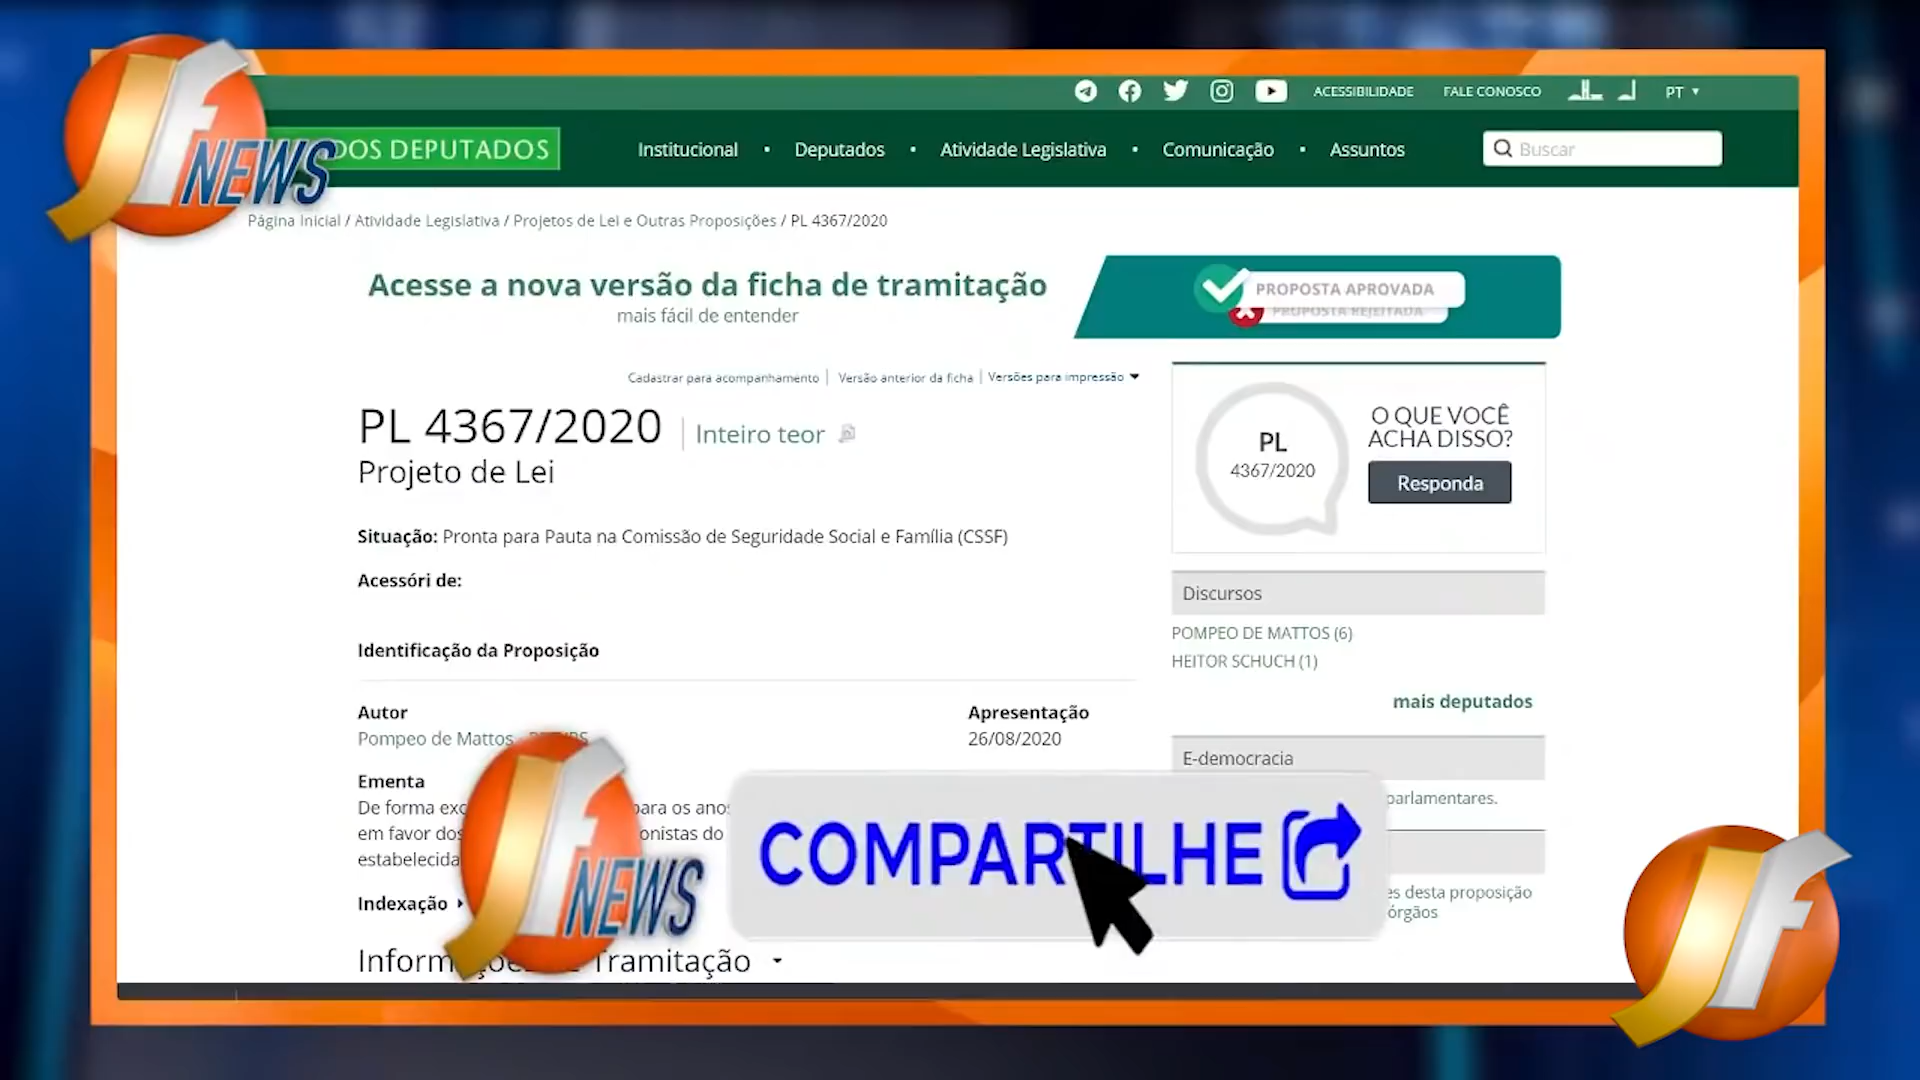 ACESSIBILIDADE
FALE CONOSCO
PT
NEWS
DOS DEPUTADOS
Institucional • Deputados • Atividade Legislativa • Comunicação • Assuntos
Buscar
Página Inicial / Atividade Legislativa / Projetos de Lei e Outras Proposições / PL 4367/2020
Acesse a nova versão da ficha de tramitação
mais fácil de entender
PROPOSTA APROVADA
PROPOSTA REJEITADA
Cadastrar para acompanhamento | Versão anterior da ficha | Versões para impressão
PL 4367/2020 | Inteiro teor
Projeto de Lei
PL
4367/2020
O QUE VOCÊ
ACHA DISSO?
Responda
Situação: Pronta para Pauta na Comissão de Seguridade Social e Família (CSSF)
Acessóri de:
Identificação da Proposição
Discursos
POMPEO DE MATTOS (6)
HEITOR SCHUCH (1)
mais deputados
Autor
Pompeo de Mattos
Apresentação
26/08/2020
E-democracia
parlamentares.
Ementa
De forma para os
em favor dos do
estabelecida
COMPARTILHE
desta proposição
órgãos
Indexação
NEWS
Tramitação